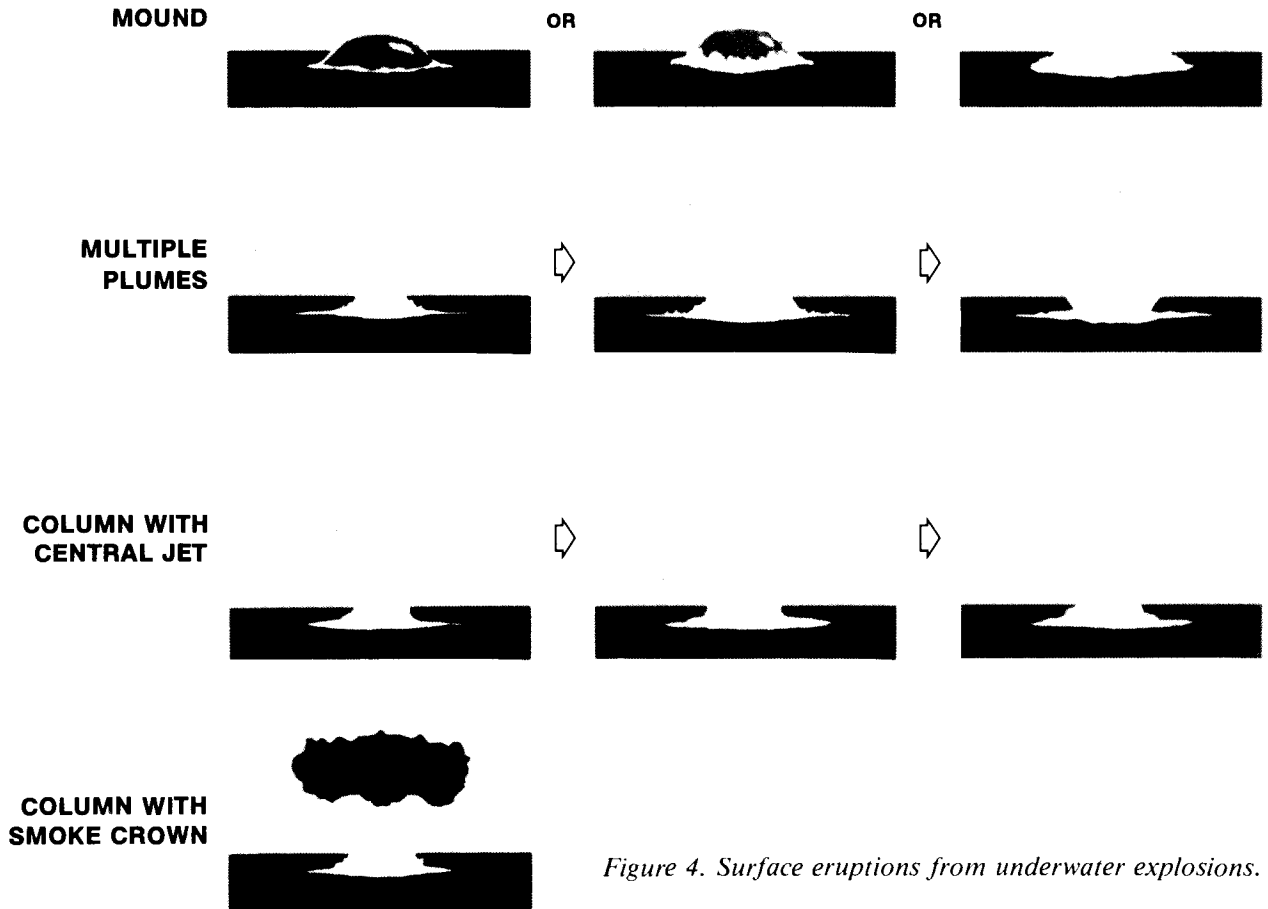 MOUND
OR
OR
MULTIPLE
PLUMES
COLUMN WITH
CENTRAL JET
COLUMN WITH
SMOKE CROWN
Figure 4. Surface eruptions from underwater explosions.